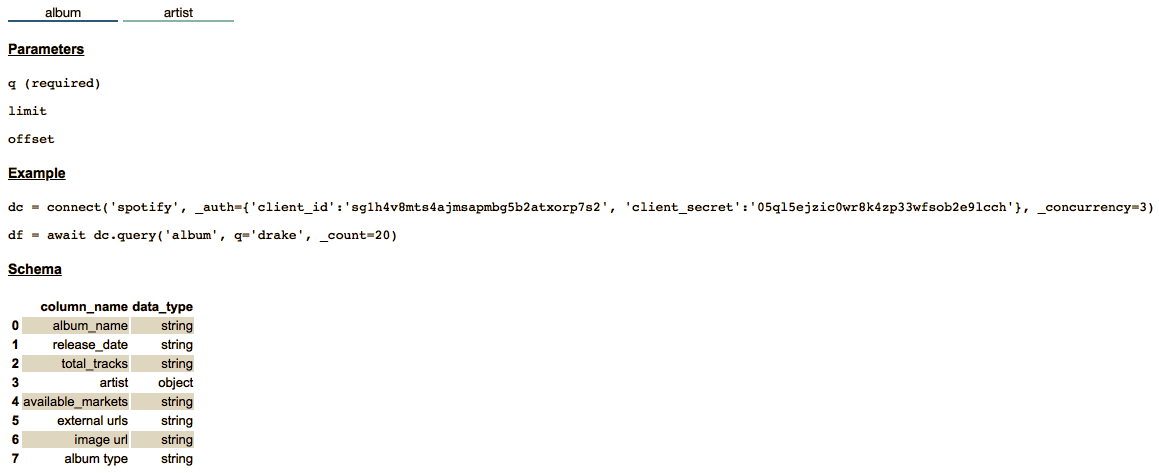 album artist
Parameters
q (required)
limit
offset
Example
dc = connect('spotify', _auth={'client_id':'sg1h4v8mts4ajmsapmbg5b2atxorp7s2', 'client_secret':'05ql5ejzic0wr8k4zp33wfsob2e9lcch'}, _concurrency=3)
df = await dc.query('album', q='drake', _count=20)
Schema
column_name data_type
0 album_name string
1 release_date string
2 total_tracks string
3 artist object
4 available_markets string
5 external urls string
6 image url string
7 album type string